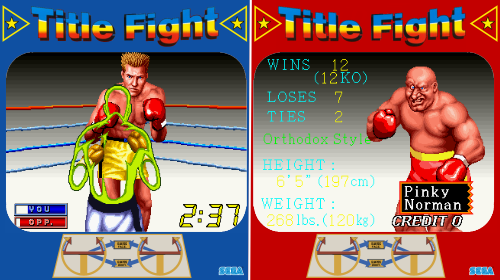 Title Fight
YOU
OPP.
2:37
SEGA
Title Fight
WINS 12
(12KO)
LOSES 7
TIES 2
Orthodox Style
HEIGHT:
6'5"(197cm)
WEIGHT:
268lbs.(120kg)
Pinky
Norman
CREDIT 0
SEGA